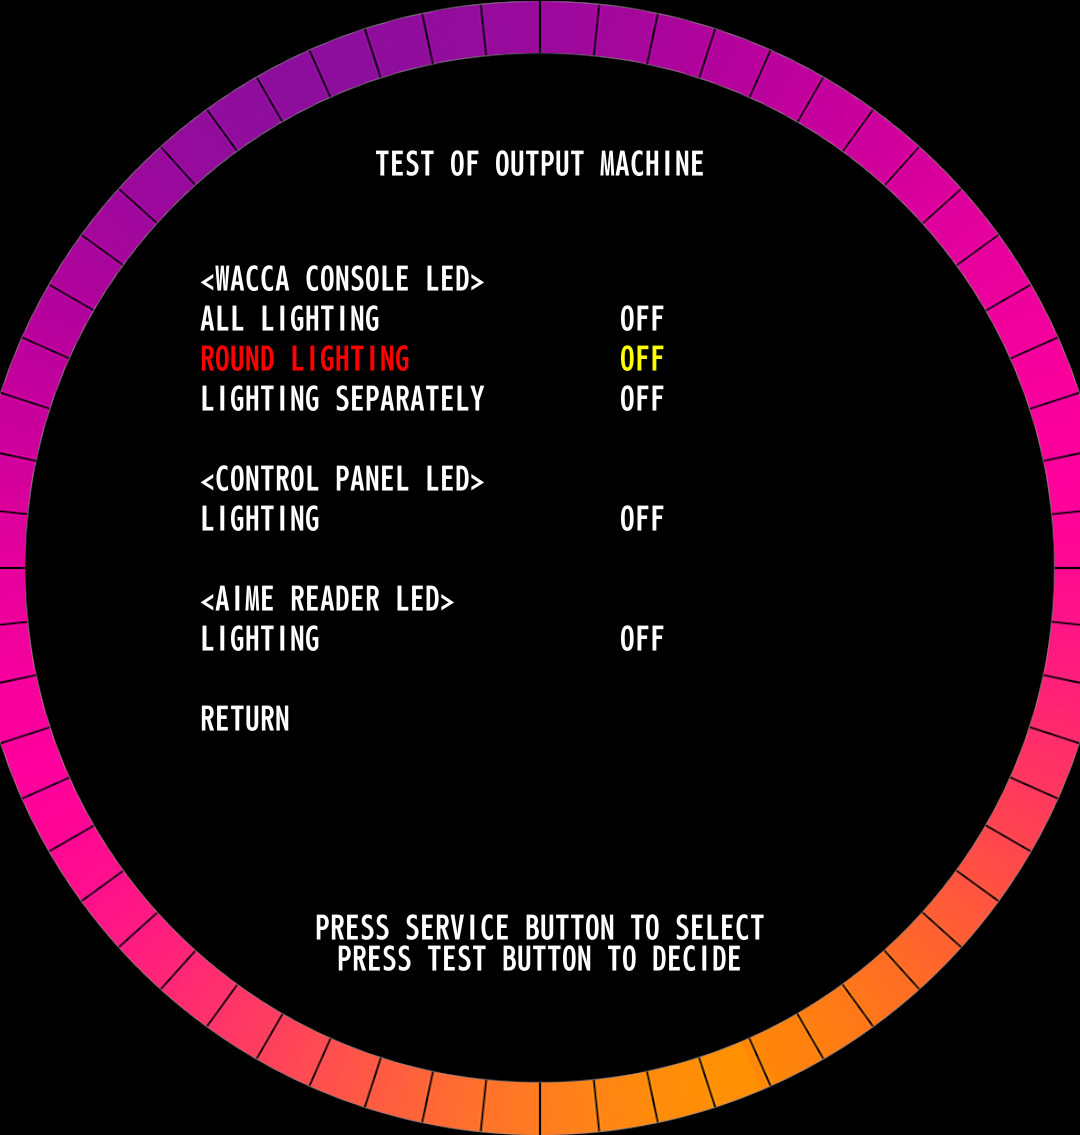 TEST OF OUTPUT MACHINE
<WACCA CONSOLE LED>
ALL LIGHTING OFF
ROUND LIGHTING OFF
LIGHTING SEPARATELY OFF
<CONTROL PANEL LED>
LIGHTING OFF
<AIME READER LED>
LIGHTING OFF
RETURN
PRESS SERVICE BUTTON TO SELECT
PRESS TEST BUTTON TO DECIDE